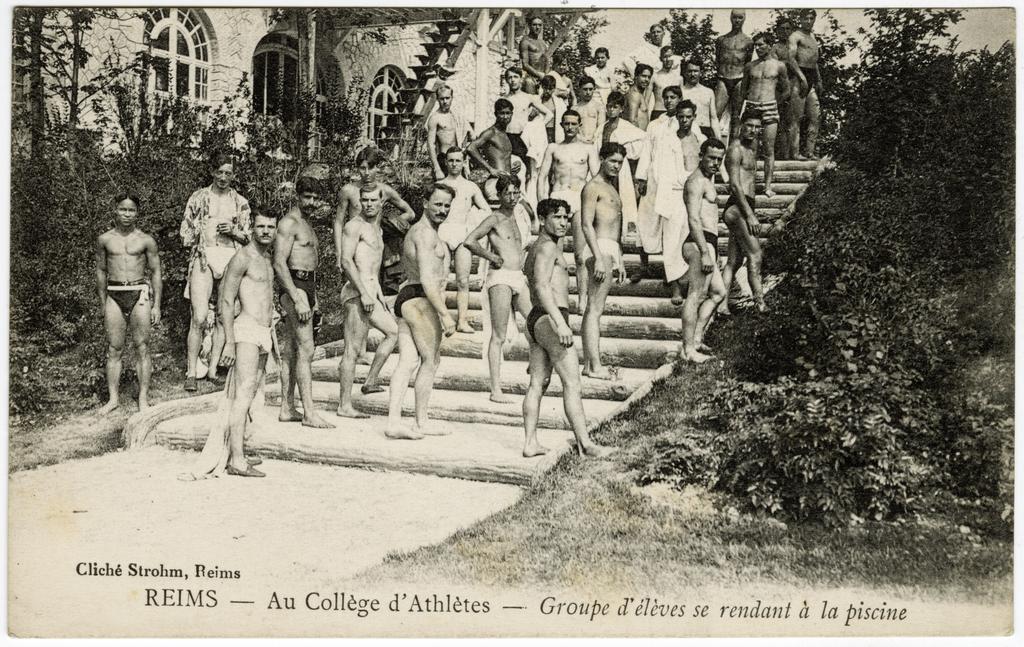 Cliché Strohm, Reims
REIMS — Au Collège d'Athlètes — Groupe d'élèves se rendant à la piscine